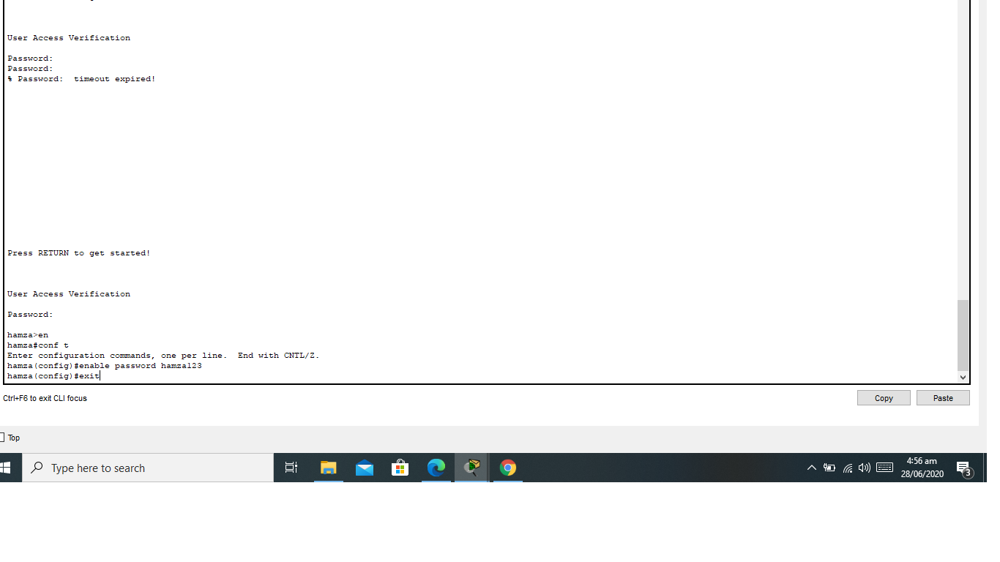 User Access Verification
Password:
Password:
% Password:  timeout expired!
Press RETURN to get started!
User Access Verification
Password:
hamza>en
hamza#conf t
Enter configuration commands, one per line.  End with CNTL/Z.
hamza(config)#enable password hamza123
hamza(config)#exit
Ctrl+F6 to exit CLI focus
Copy
Paste
Top
Type here to search
4:56 am
28/06/2020
3